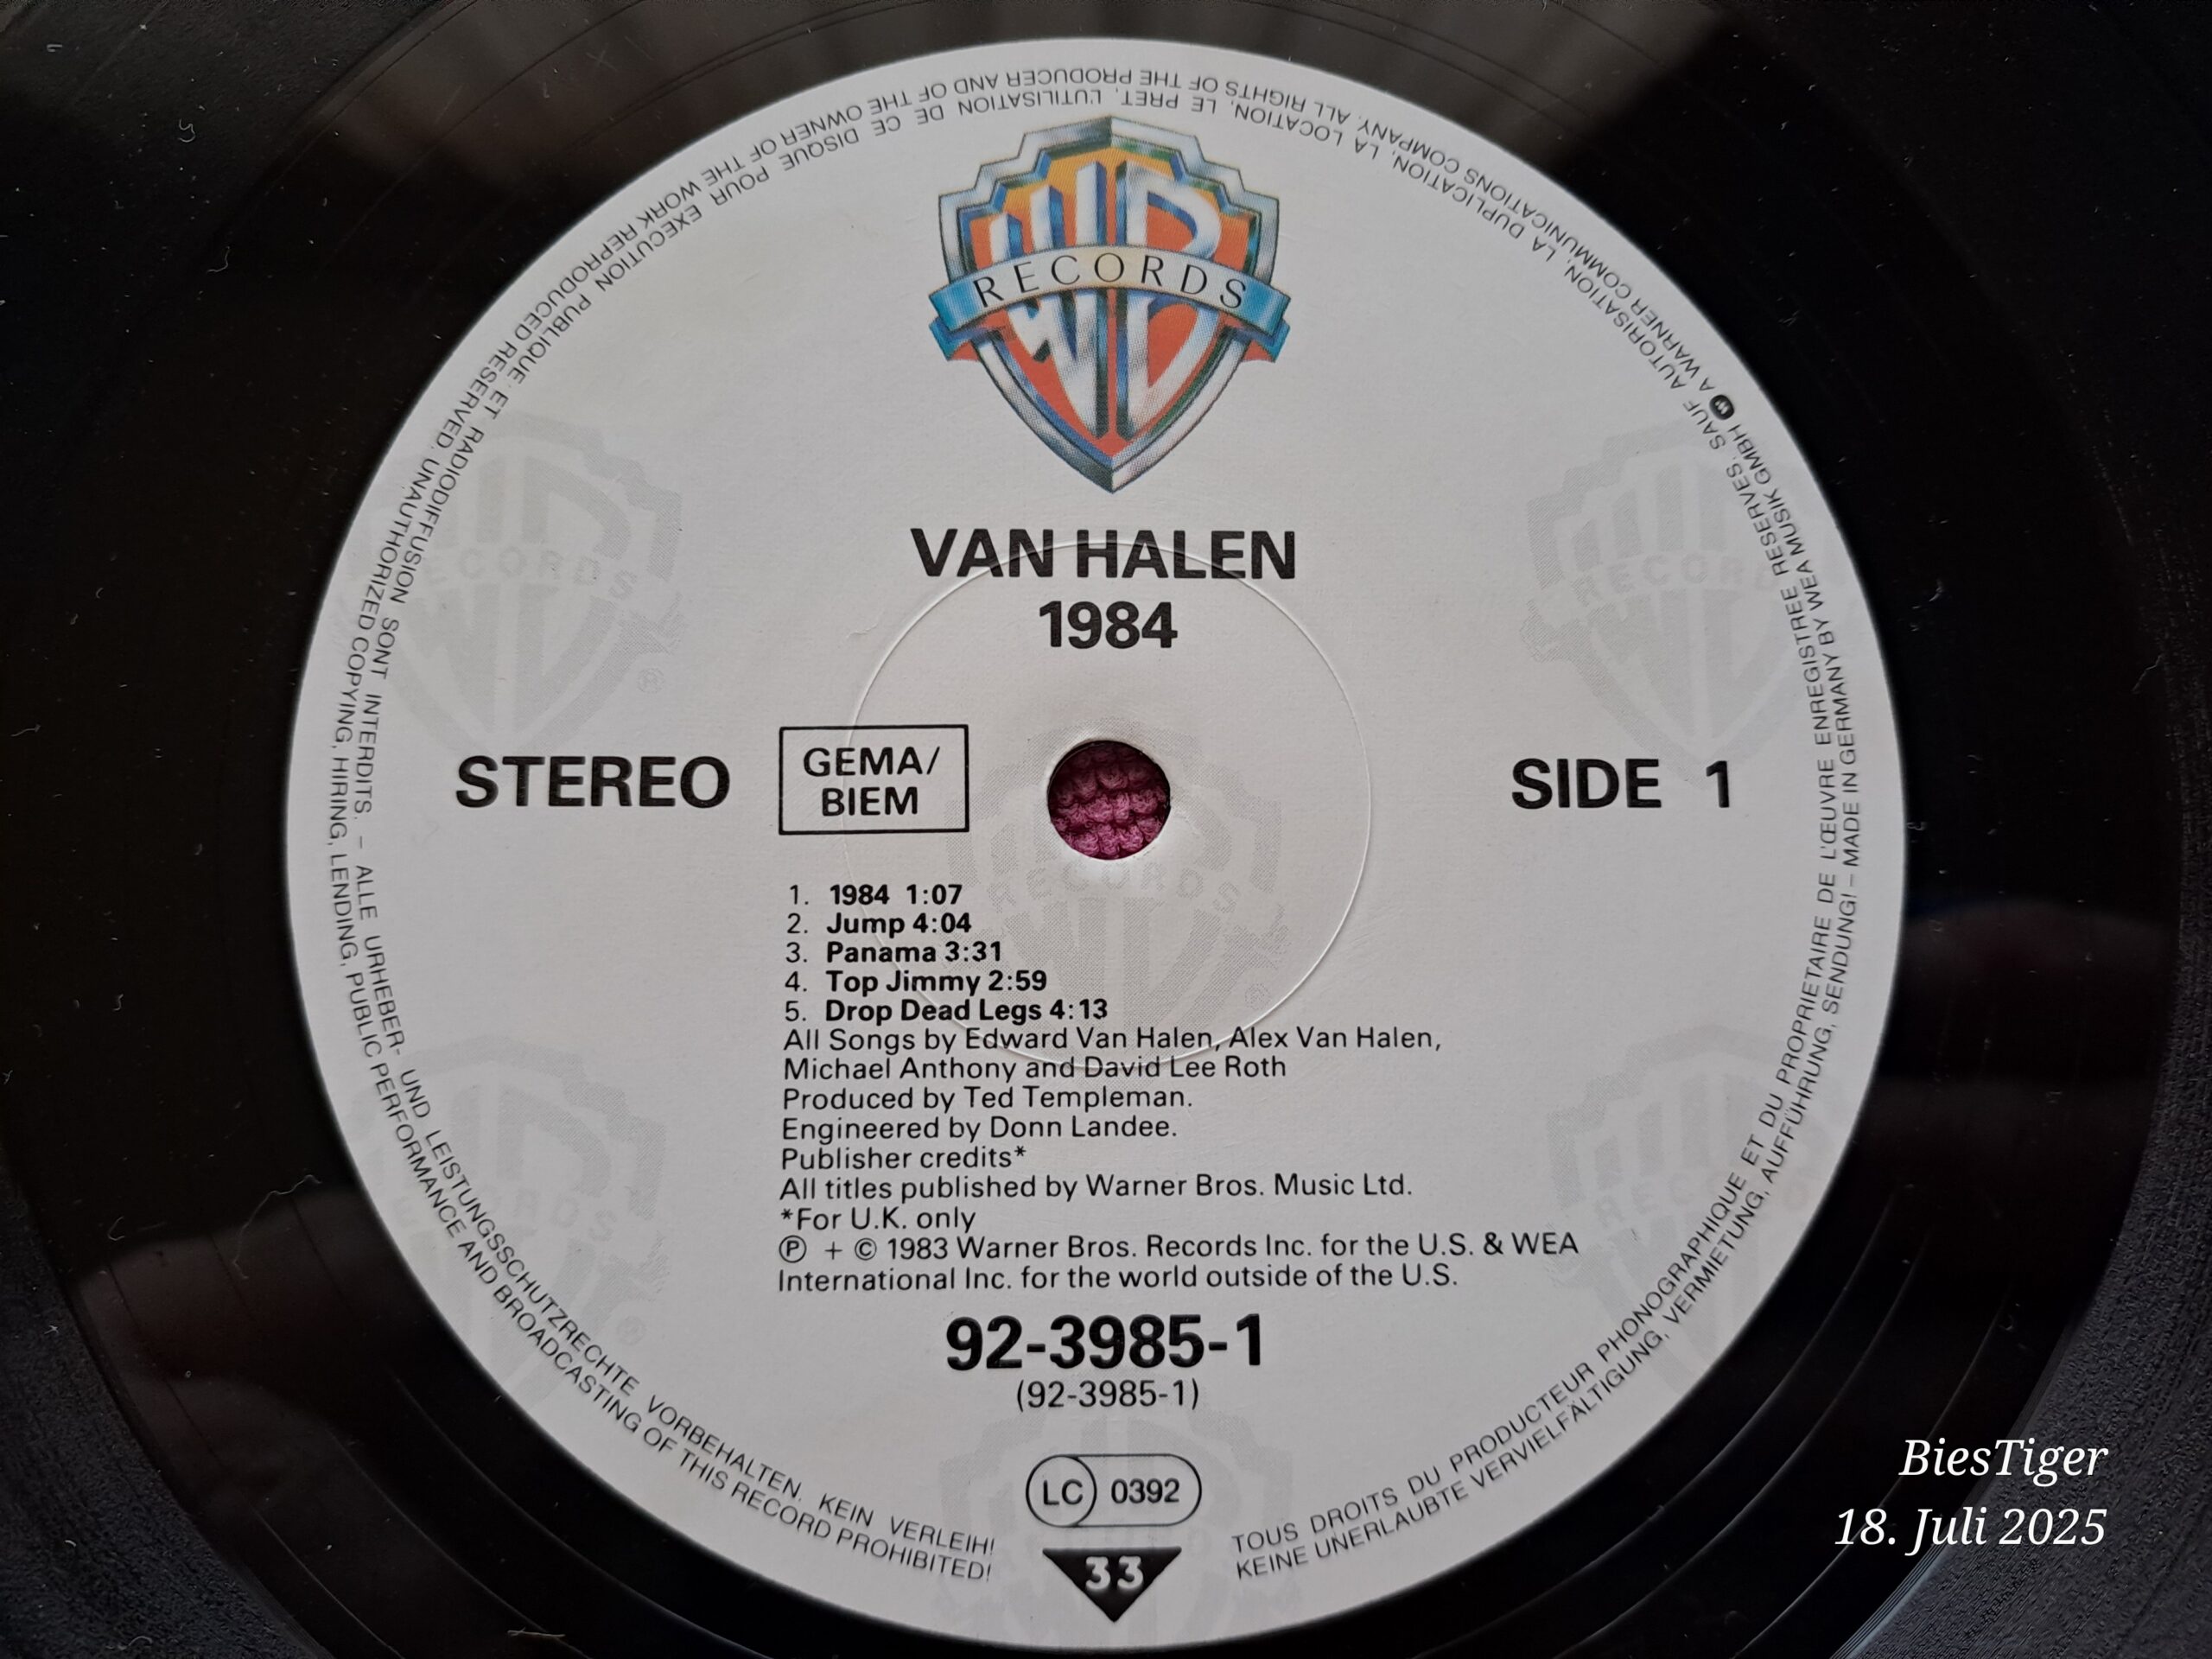 WB
RECORDS
VAN HALEN
1984
STEREO
GEMA/
BIEM
SIDE 1
1. 1984 1:07
2. Jump 4:04
3. Panama 3:31
4. Top Jimmy 2:59
5. Drop Dead Legs 4:13
All Songs by Edward Van Halen, Alex Van Halen,
Michael Anthony and David Lee Roth
Produced by Ted Templeman.
Engineered by Donn Landee.
Publisher credits*
All titles published by Warner Bros. Music Ltd.
*For U.K. only
Ⓟ + © 1983 Warner Bros. Records Inc. for the U.S. & WEA
International Inc. for the world outside of the U.S.
92-3985-1
(92-3985-1)
LC 0392
33
TOUS DROITS DU PRODUCTEUR PHONOGRAPHIQUE ET DU PROPRIETAIRE DE L'ŒUVRE ENREGISTREE RESERVES. SAUF AUTORISATION, LA DUPLICATION, LA LOCATION, LE PRET, L'UTILISATION DE CE DISQUE POUR EXECUTION PUBLIQUE ET RADIODIFFUSION SONT INTERDITS. – ALLE URHEBER- UND LEISTUNGSSCHUTZRECHTE VORBEHALTEN. KEIN VERLEIH!
KEINE UNERLAUBTE VERVIELFÄLTIGUNG, VERMIETUNG, AUFFÜHRUNG, SENDUNG! – MADE IN GERMANY BY WEA MUSIK GMBH A WARNER COMMUNICATIONS COMPANY. ALL RIGHTS OF THE PRODUCER AND OF THE OWNER OF THE WORK REPRODUCED RESERVED. UNAUTHORIZED COPYING, HIRING, LENDING, PUBLIC PERFORMANCE AND BROADCASTING OF THIS RECORD PROHIBITED!
BiesTiger
18. Juli 2025